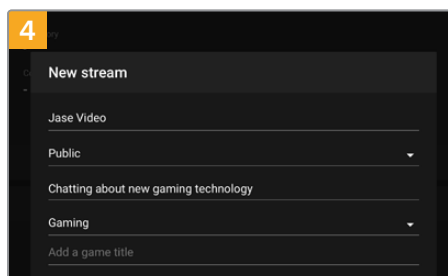 4
New stream
Jase Video
Public
Chatting about new gaming technology
Gaming
Add a game title